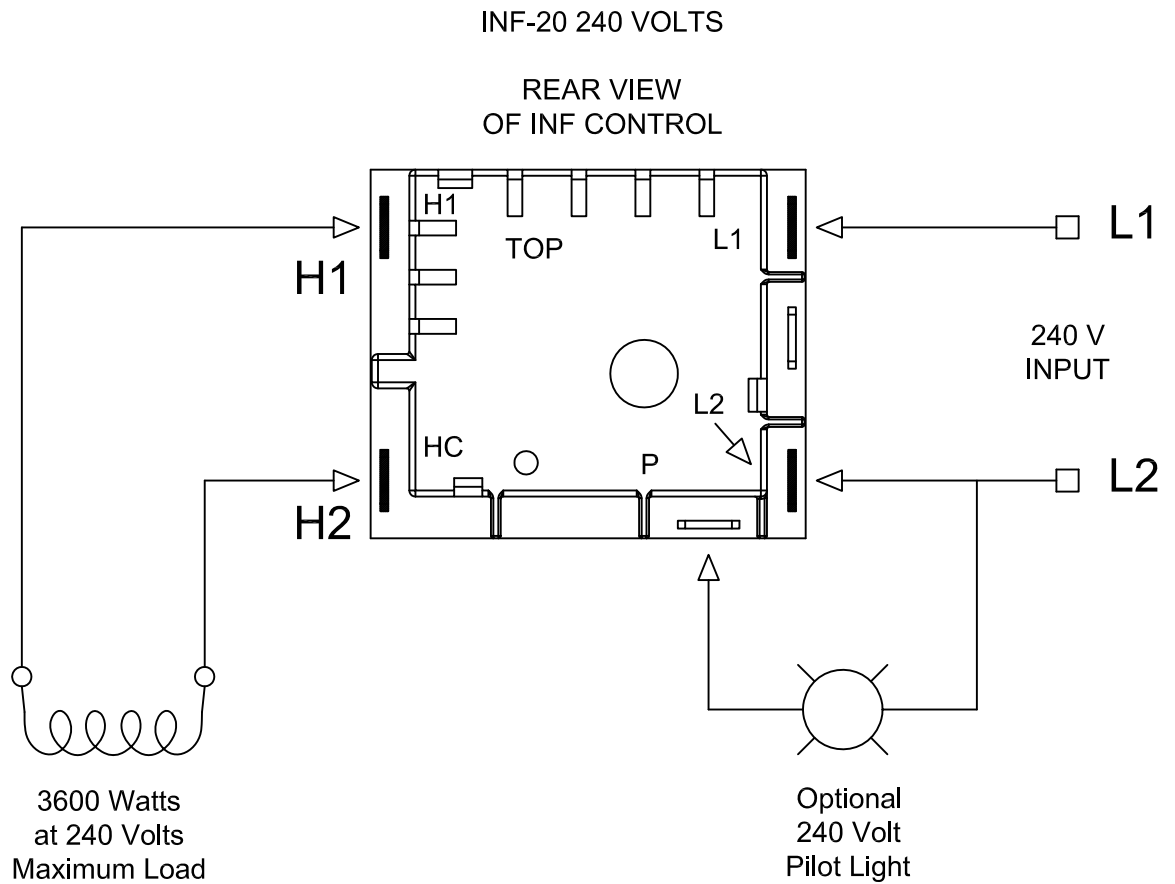 INF-20 240 VOLTS
REAR VIEW
OF INF CONTROL
H1
TOP
L1
L1
H1
240 V
INPUT
L2
HC
P
H2
L2
3600 Watts
at 240 Volts
Maximum Load
Optional
240 Volt
Pilot Light